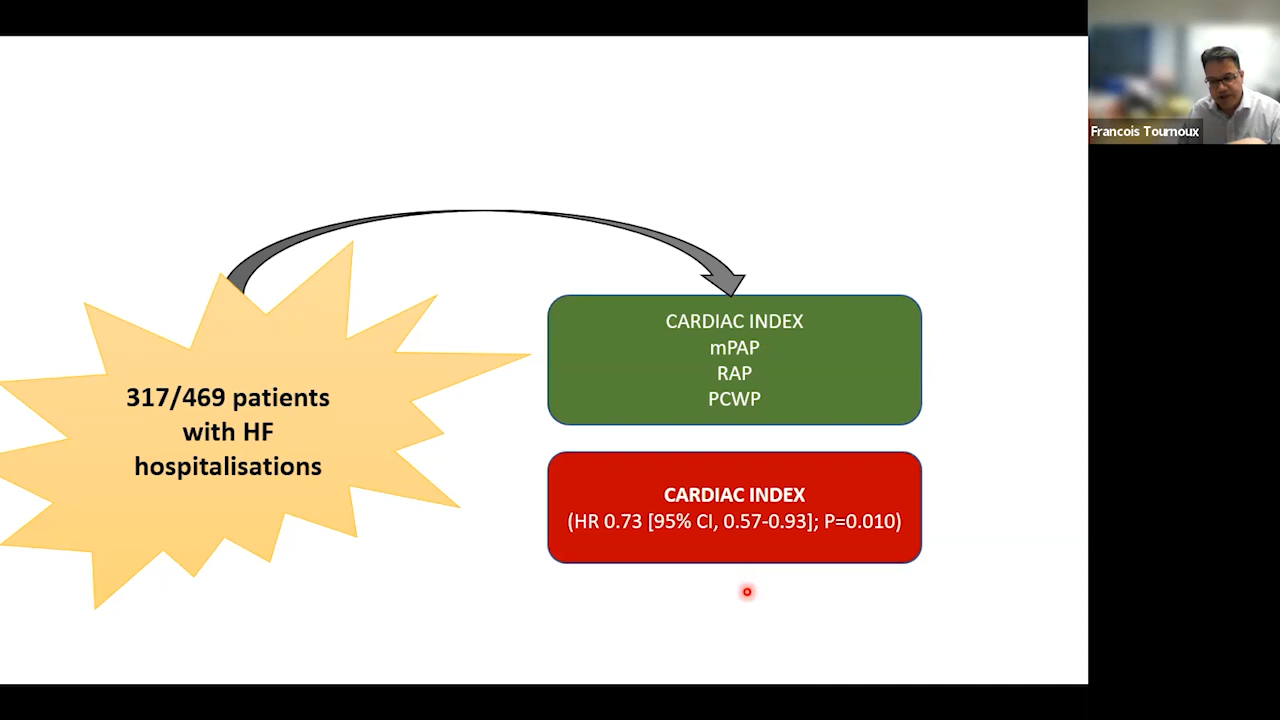 Francois Tournoux
317/469 patients
with HF
hospitalisations
CARDIAC INDEX
mPAP
RAP
PCWP
CARDIAC INDEX
(HR 0.73 [95% CI, 0.57-0.93]; P=0.010)